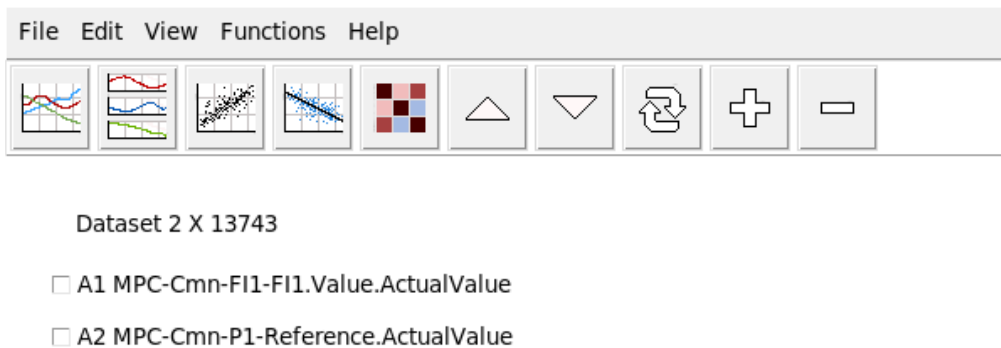 File Edit View Functions Help
Dataset 2 X 13743
A1 MPC-Cmn-FI1-FI1.Value.ActualValue
A2 MPC-Cmn-P1-Reference.ActualValue